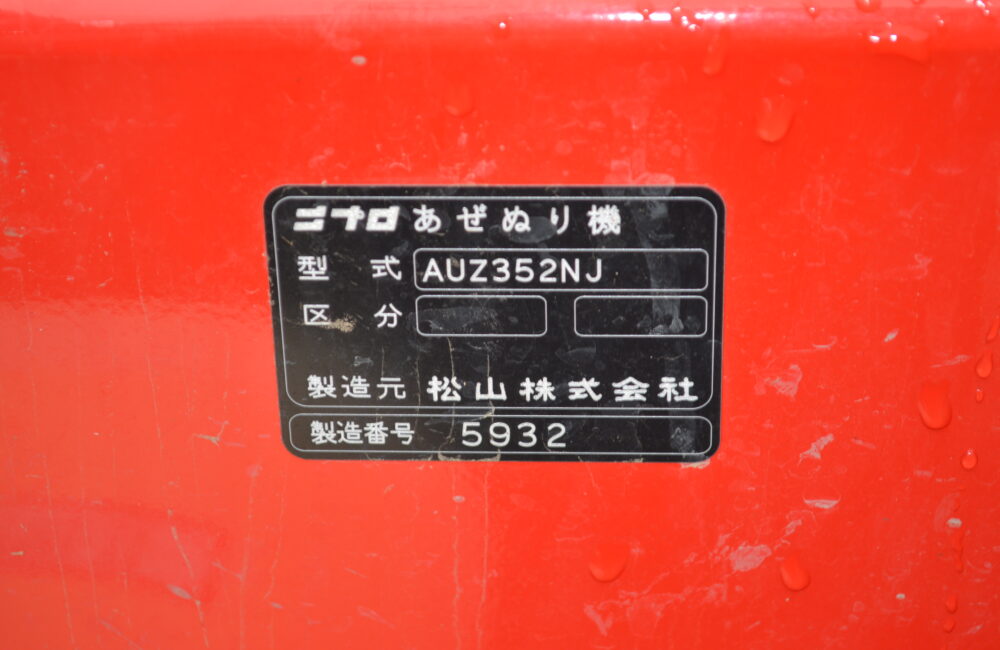 ニプロ あぜぬり機
型式 AUZ352NJ
区分
製造元 松山株式会社
製造番号 5932